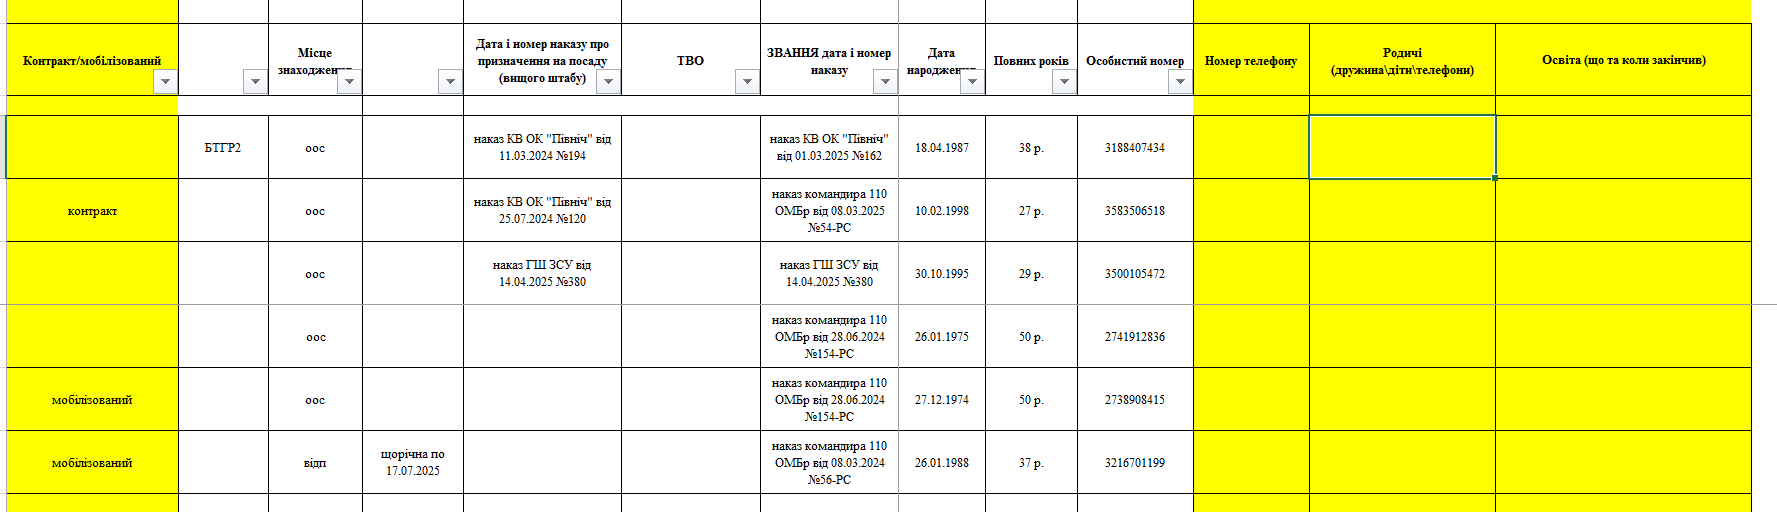 Контракт/мобілізований
Місце
знаходження
Дата і номер наказу про
призначення на посаду
(вищого штабу)
ТВО
ЗВАННЯ дата і номер
наказу
Дата
народження
Повних років
Особистий номер
Номер телефону
Родичі
(дружина\діти\телефони)
Освіта (що та коли закінчив)
БТГР2
оос
наказ КВ ОК "Північ" від
11.03.2024 №194
наказ КВ ОК "Північ"
від 01.03.2025 №162
18.04.1987
38 р.
3188407434
контракт
оос
наказ КВ ОК "Північ" від
25.07.2024 №120
наказ командира 110
ОМБр від 08.03.2025
№54-РС
10.02.1998
27 р.
3583506518
оос
наказ ГШ ЗСУ від
14.04.2025 №380
наказ ГШ ЗСУ від
14.04.2025 №380
30.10.1995
29 р.
3500105472
оос
наказ командира 110
ОМБр від 28.06.2024
№154-РС
26.01.1975
50 р.
2741912836
мобілізований
оос
наказ командира 110
ОМБр від 28.06.2024
№154-РС
27.12.1974
50 р.
2738908415
мобілізований
відп
щорічна по
17.07.2025
наказ командира 110
ОМБр від 08.03.2024
№56-РС
26.01.1988
37 р.
3216701199